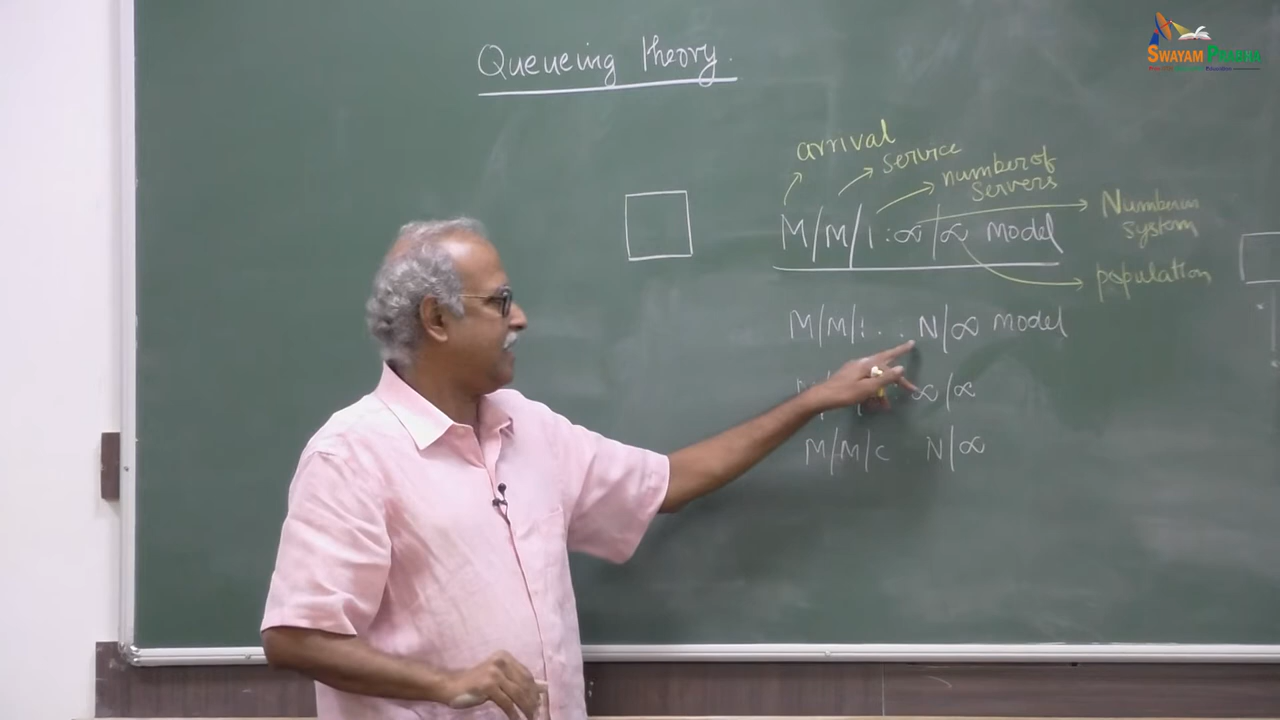 SWAYAM PRABHA
Queueing theory.
arrival
service
number of
servers
M/M/1 : ∞/∞ model
Number in
system
population
M/M/1 : N/∞ model
∞/∝
M/M/c : N/∞